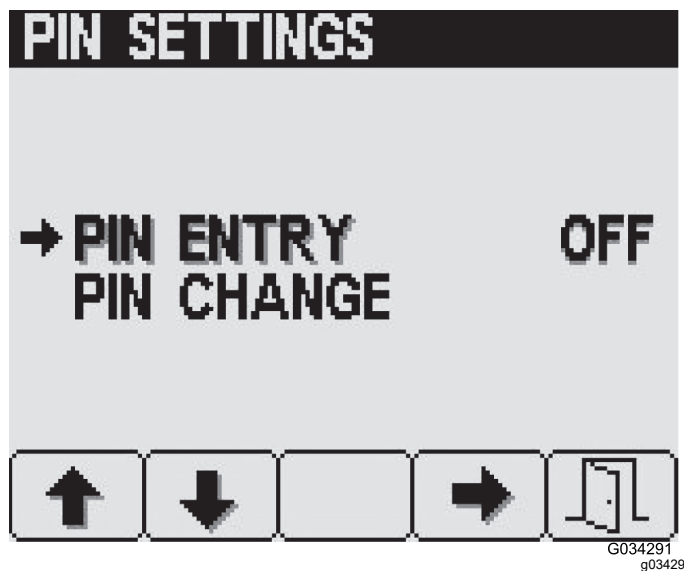 PIN SETTINGS
PIN ENTRY OFF
PIN CHANGE
G034291
g03429